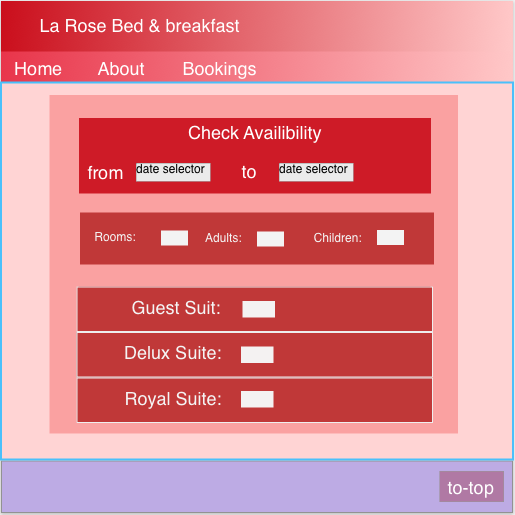 La Rose Bed & breakfast
Home About Bookings
Check Availibility
from date selector to date selector
Rooms: Adults: Children:
Guest Suit:
Delux Suite:
Royal Suite:
to-top